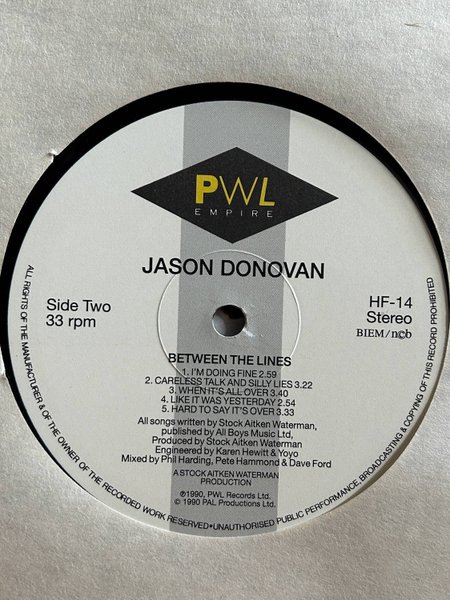 PWL
EMPIRE
JASON DONOVAN
Side Two
33 rpm
HF-14
Stereo
BIEM/n©b
BETWEEN THE LINES
1. I'M DOING FINE 2.59
2. CARELESS TALK AND SILLY LIES 3.22
3. WHEN IT'S ALL OVER 3.40
4. LIKE IT WAS YESTERDAY 2.54
5. HARD TO SAY IT'S OVER 3.33
All songs written by Stock Aitken Waterman,
published by All Boys Music Ltd,
Produced by Stock Aitken Waterman
Engineered by Karen Hewitt & Yoyo
Mixed by Phil Harding, Pete Hammond & Dave Ford
A STOCK AITKEN WATERMAN
PRODUCTION
℗1990, PWL Records Ltd.
© 1990 PAL Productions Ltd.
ALL RIGHTS OF THE MANUFACTURER & OF THE OWNER OF THE RECORDED WORK RESERVED•UNAUTHORISED PUBLIC PERFORMANCE, BROADCASTING & COPYING OF THIS RECORD PROHIBITED